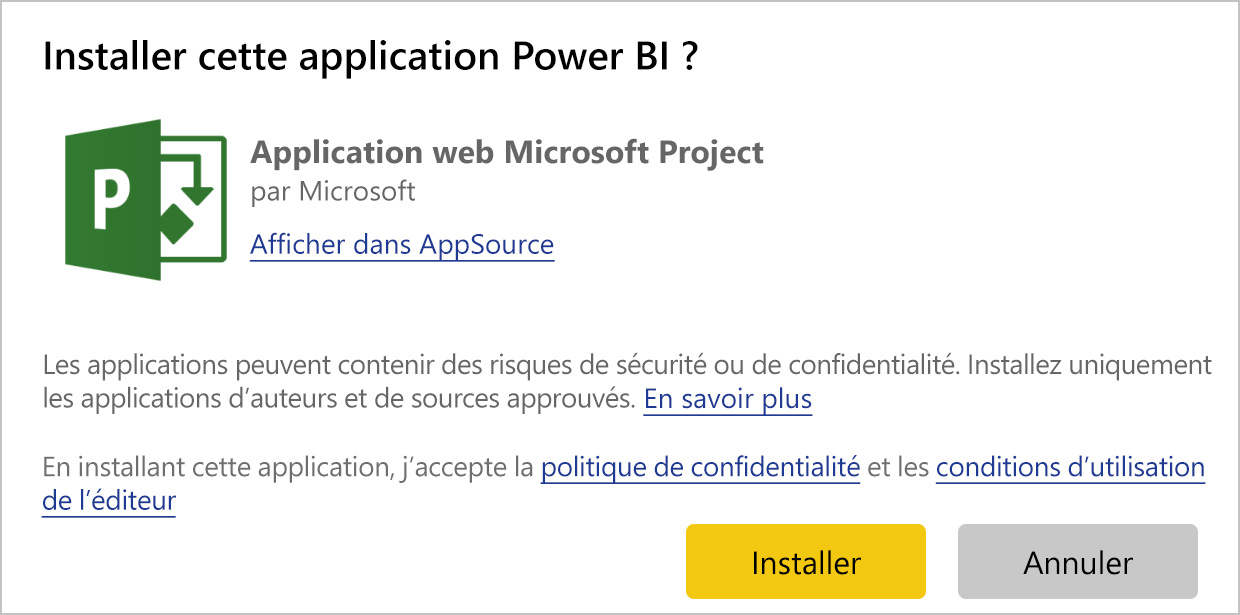 Installer cette application Power BI ?
P
Application web Microsoft Project
par Microsoft
Afficher dans AppSource
Les applications peuvent contenir des risques de sécurité ou de confidentialité. Installez uniquement
les applications d’auteurs et de sources approuvés. En savoir plus
En installant cette application, j’accepte la politique de confidentialité et les conditions d’utilisation
de l’éditeur
Installer
Annuler